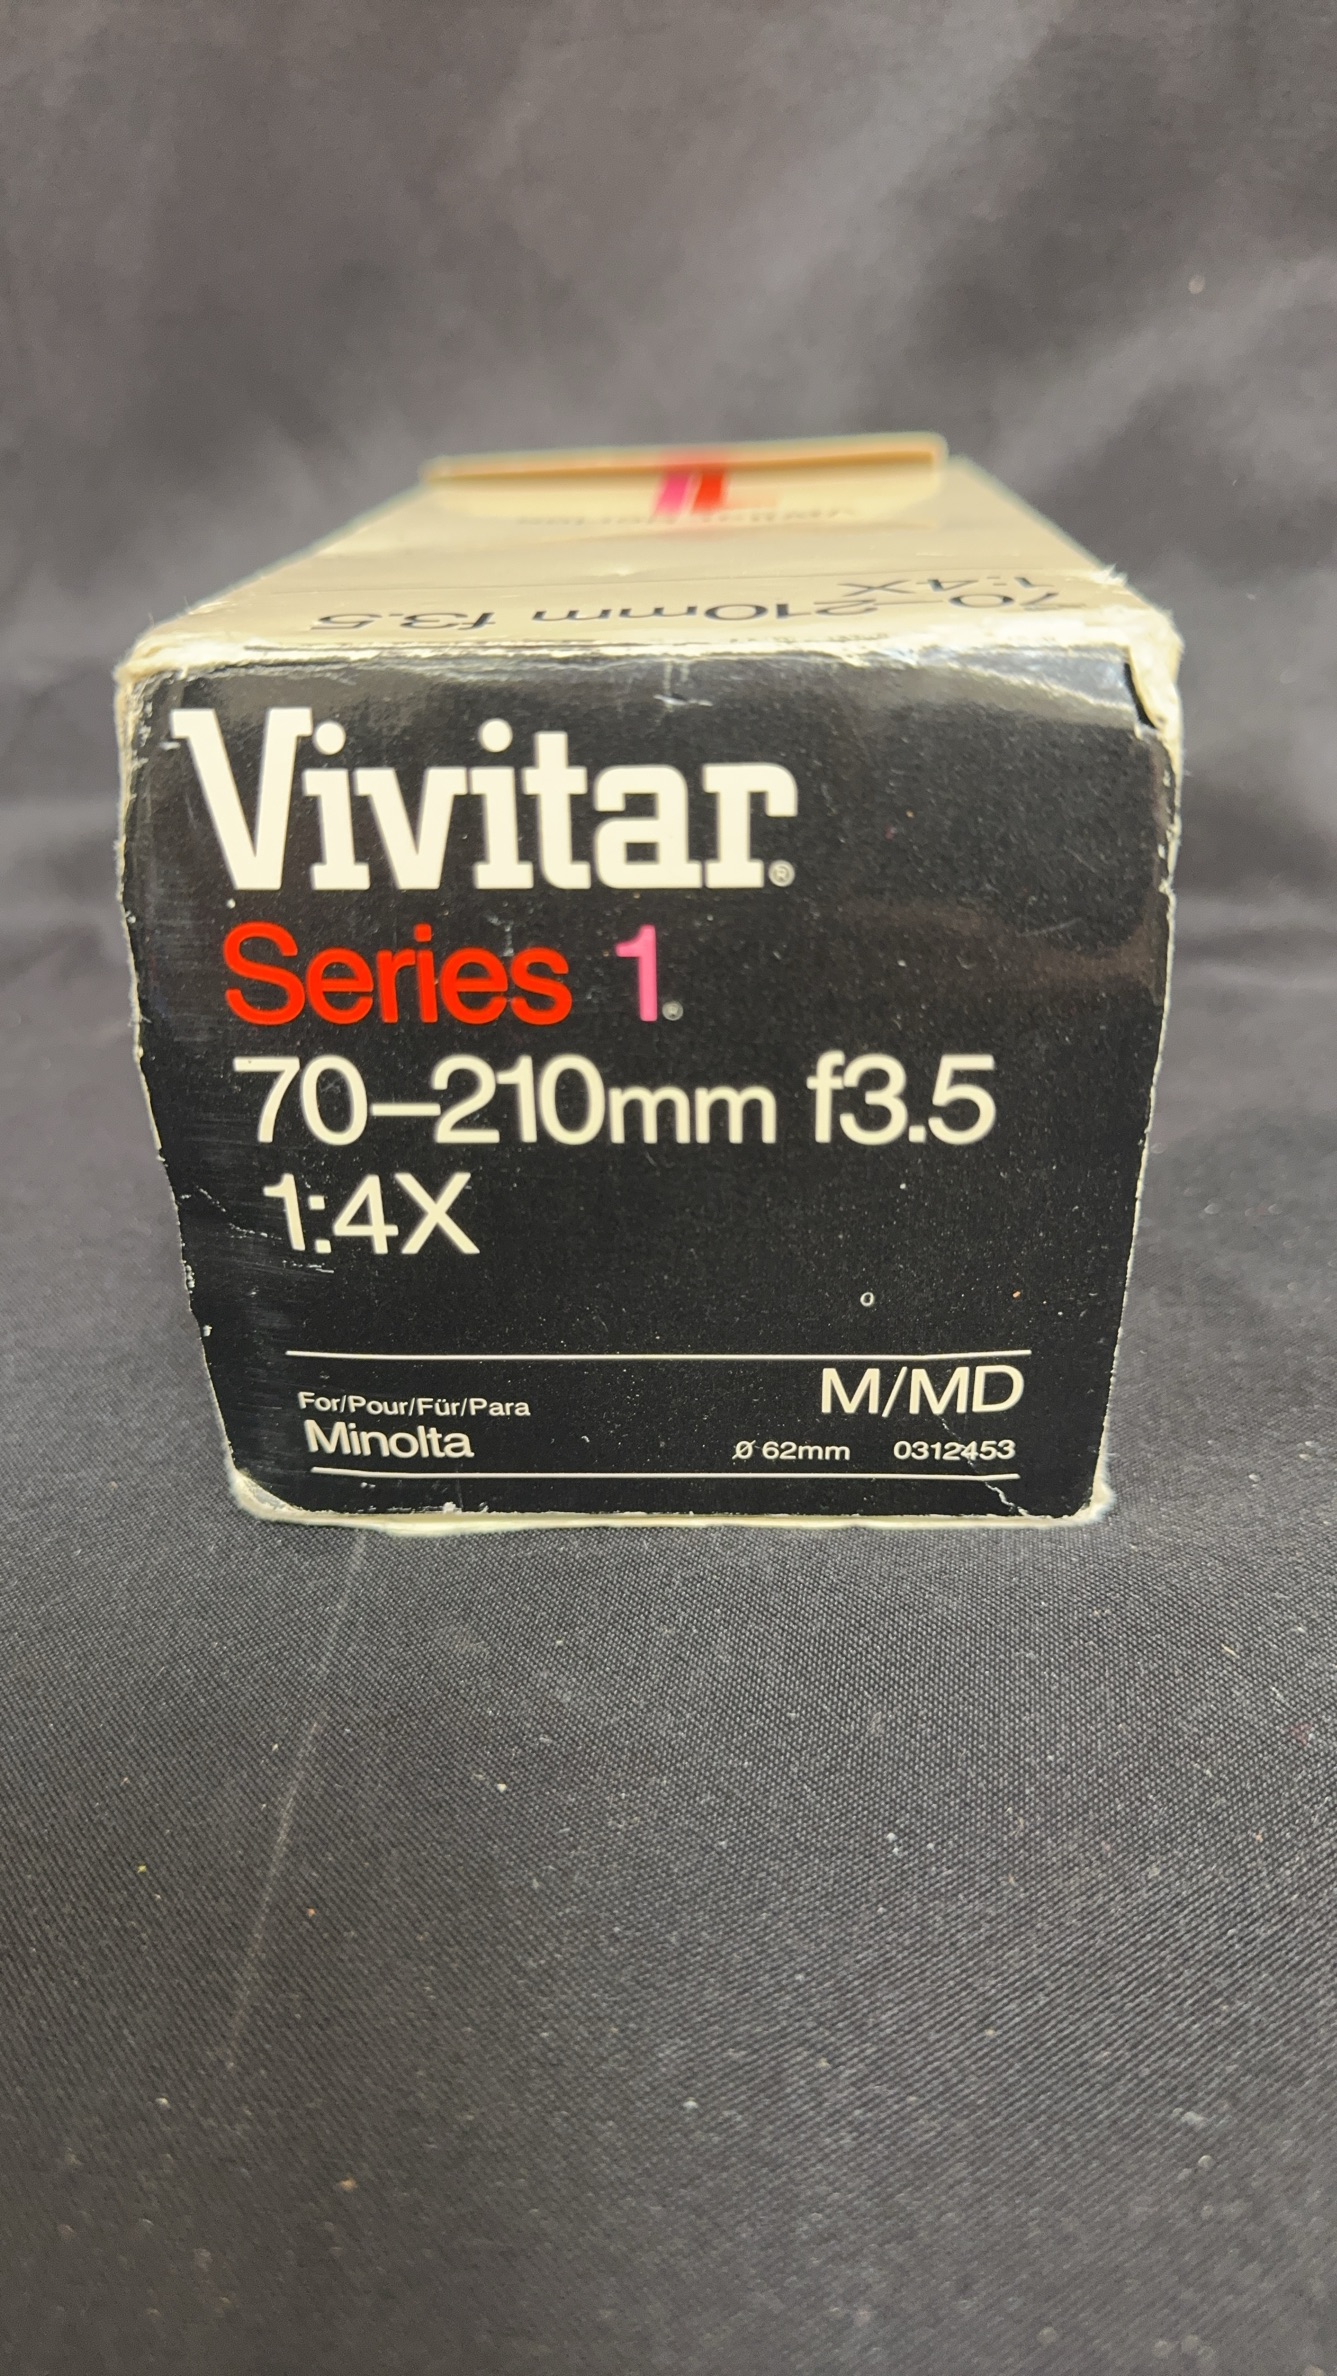 70–210mm f3.5
1:4X
Vivitar®
Series 1®
70–210mm f3.5
1:4X
For/Pour/Für/Para
Minolta
M/MD
Ø 62mm 0312453